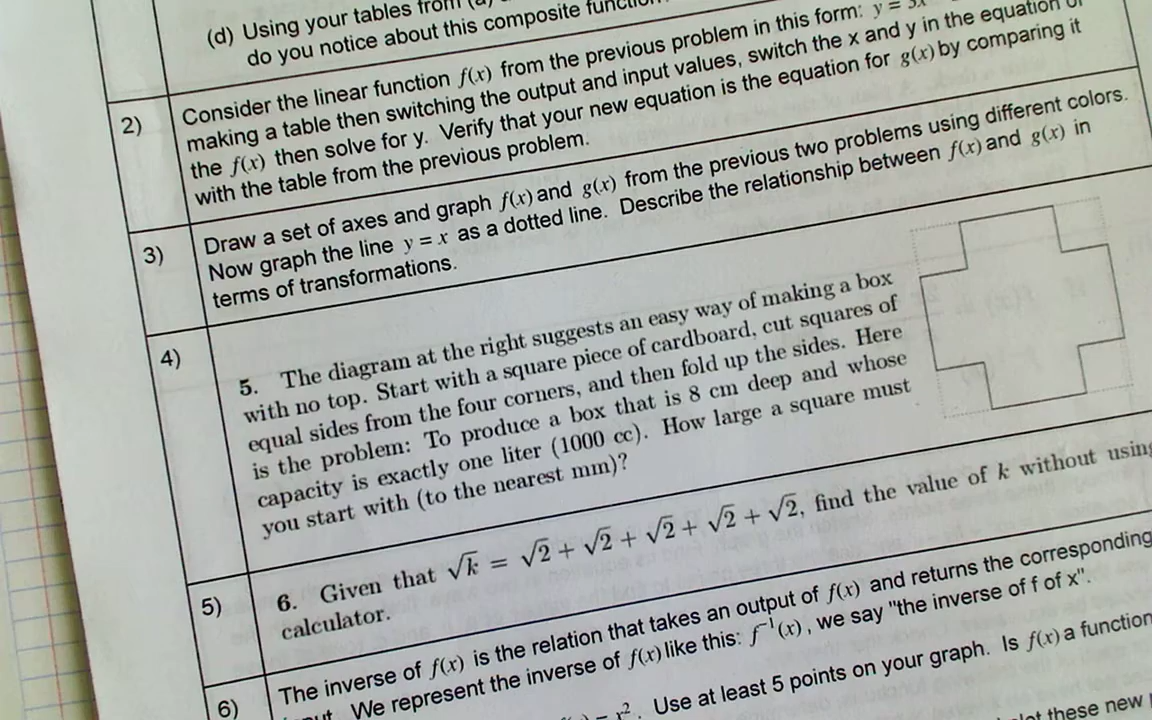 (d) Using your tables from (a)
do you notice about this composite function
2) Consider the linear function f(x) from the previous problem in this form: y = 3x
making a table then switching the output and input values, switch the x and y in the equation of
the f(x) then solve for y. Verify that your new equation is the equation for g(x) by comparing it
with the table from the previous problem.
3) Draw a set of axes and graph f(x) and g(x) from the previous two problems using different colors.
Now graph the line y = x as a dotted line. Describe the relationship between f(x) and g(x) in
terms of transformations.
4) 5. The diagram at the right suggests an easy way of making a box
with no top. Start with a square piece of cardboard, cut squares of
equal sides from the four corners, and then fold up the sides. Here
is the problem: To produce a box that is 8 cm deep and whose
capacity is exactly one liter (1000 cc). How large a square must
you start with (to the nearest mm)?
5) 6. Given that √k = √2 + √2 + √2 + √2 + √2, find the value of k without using
calculator.
6) The inverse of f(x) is the relation that takes an output of f(x) and returns the corresponding
We represent the inverse of f(x) like this: f⁻¹(x), we say "the inverse of f of x".
x². Use at least 5 points on your graph. Is f(x) a function
these new